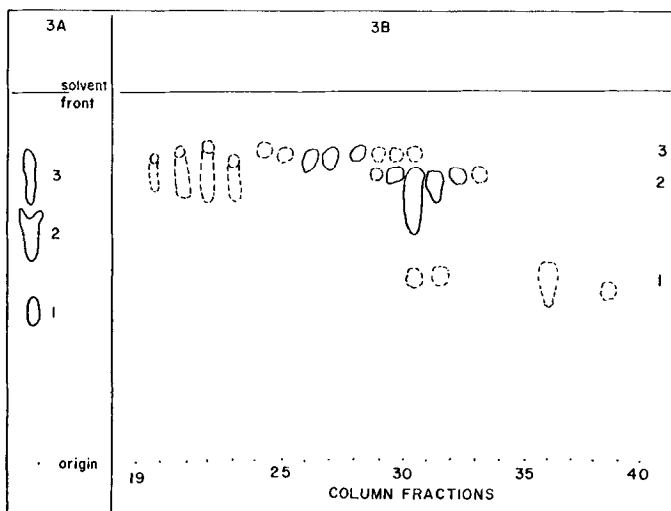 3A
3B
solvent
front
3
2
1
3
2
1
origin
19
25
30
35
40
COLUMN FRACTIONS